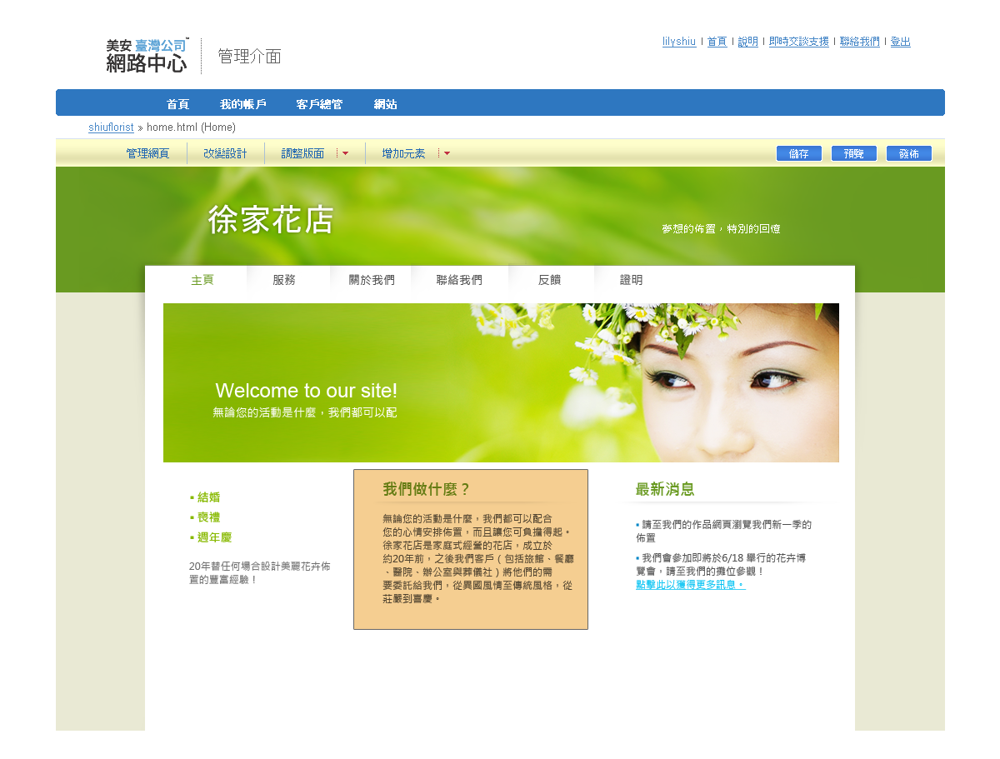 美安 臺灣公司™
網路中心
管理介面
lilyshiu | 首頁 | 說明 | 即時交談支援 | 聯絡我們 | 登出
首頁 我的帳戶 客戶總管 網站
shiuflorist » home.html (Home)
管理網頁 改變設計 調整版面 增加元素 儲存 預覽 發佈
徐家花店
夢想的佈置，特別的回憶
主頁 服務 關於我們 聯絡我們 反饋 證明
Welcome to our site!
無論您的活動是什麼，我們都可以配
▪ 結婚
▪ 喪禮
▪ 週年慶
20年替任何場合設計美麗花卉佈
置的豐富經驗！
我們做什麼？
無論您的活動是什麼，我們都可以配合
您的心情安排佈置，而且讓您可負擔得起。
徐家花店是家庭式經營的花店，成立於
約20年前，之後我們客戶（包括旅館、餐廳
、醫院、辦公室與葬儀社）將他們的需
要委託給我們，從異國風情至傳統風格，從
莊嚴到喜慶。
最新消息
▪ 請至我們的作品網頁瀏覽我們新一季的
佈置
▪ 我們會參加即將於6/18 舉行的花卉博
覽會，請至我們的攤位參觀！
點擊此以獲得更多訊息。